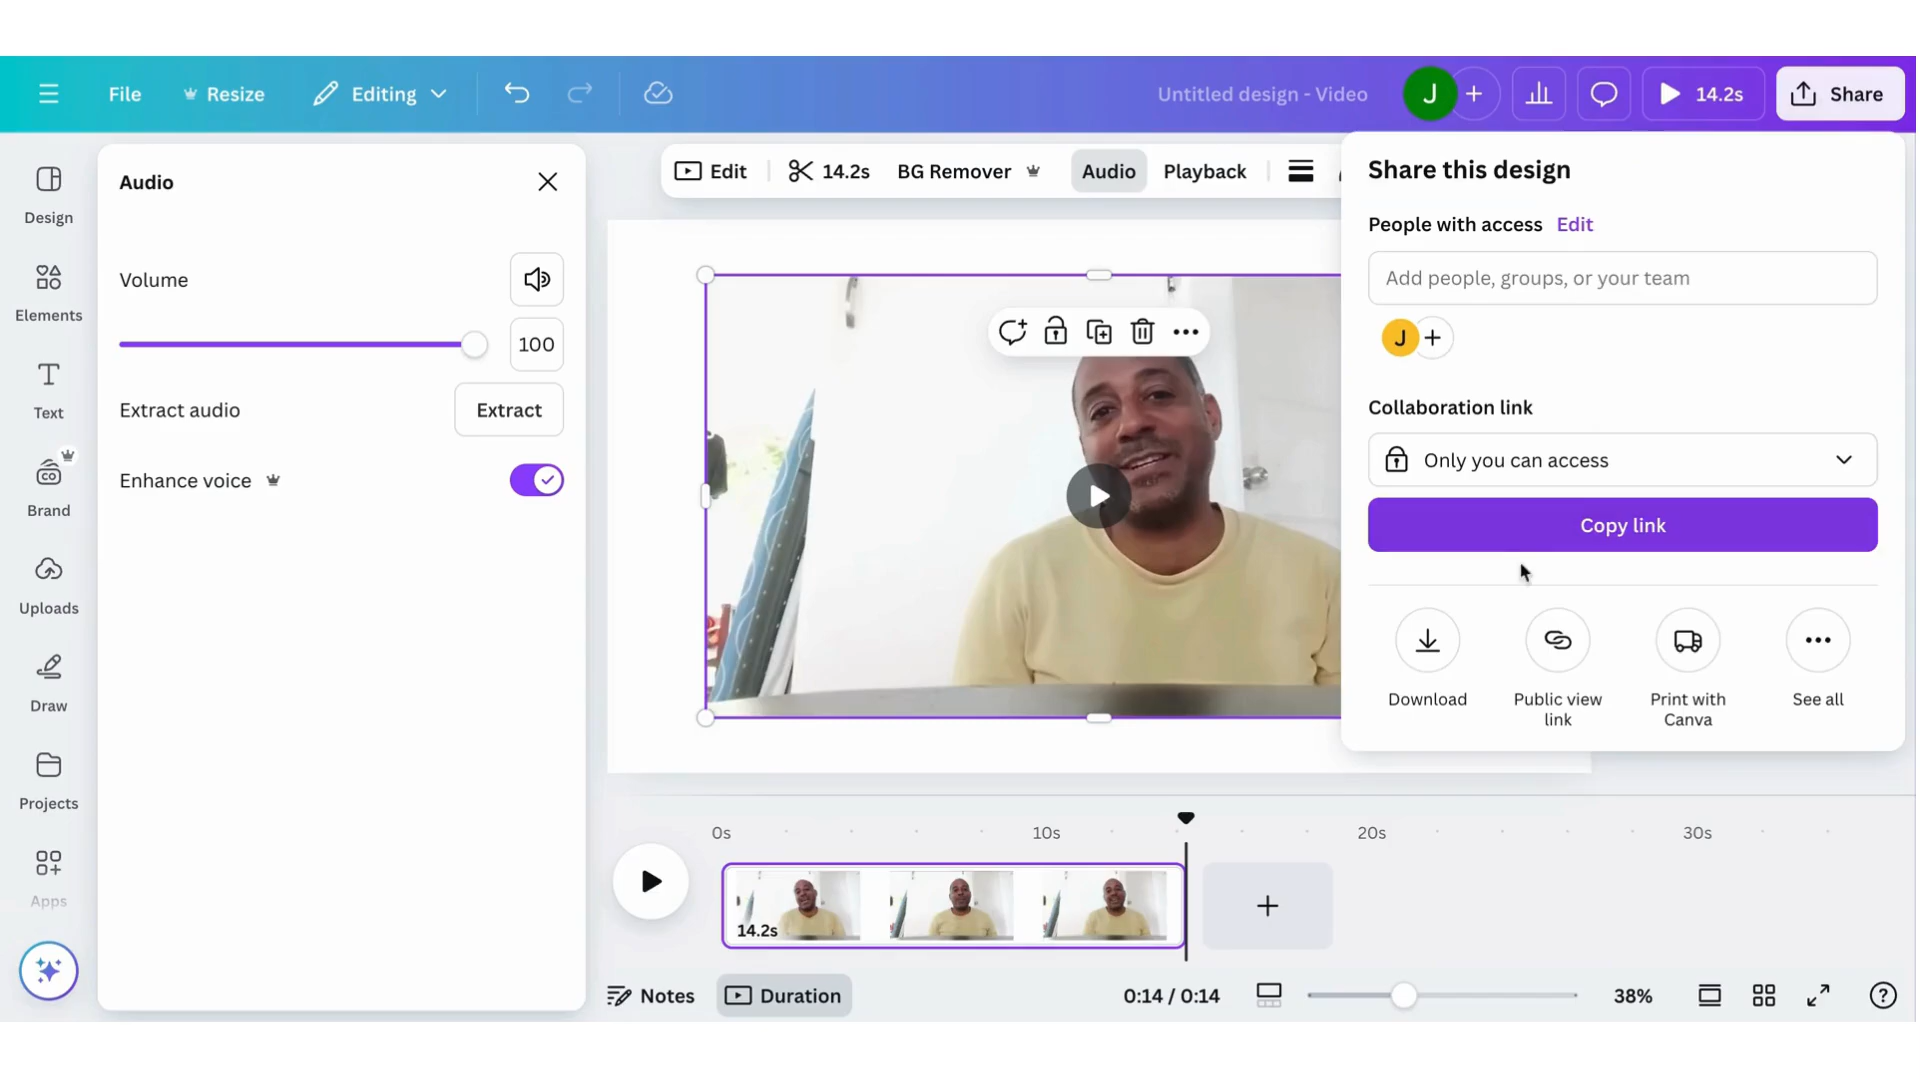 File
Resize
Editing
Untitled design - Video
J
14.2s
Share
Design
Elements
Text
Brand
Uploads
Draw
Projects
Apps
Audio
Volume
100
Extract audio
Extract
Enhance voice
Edit
14.2s
BG Remover
Audio
Playback
Share this design
People with access Edit
Add people, groups, or your team
J
Collaboration link
Only you can access
Copy link
Download
Public view
link
Print with
Canva
See all
0s
10s
20s
30s
14.2s
Notes
Duration
0:14 / 0:14
38%